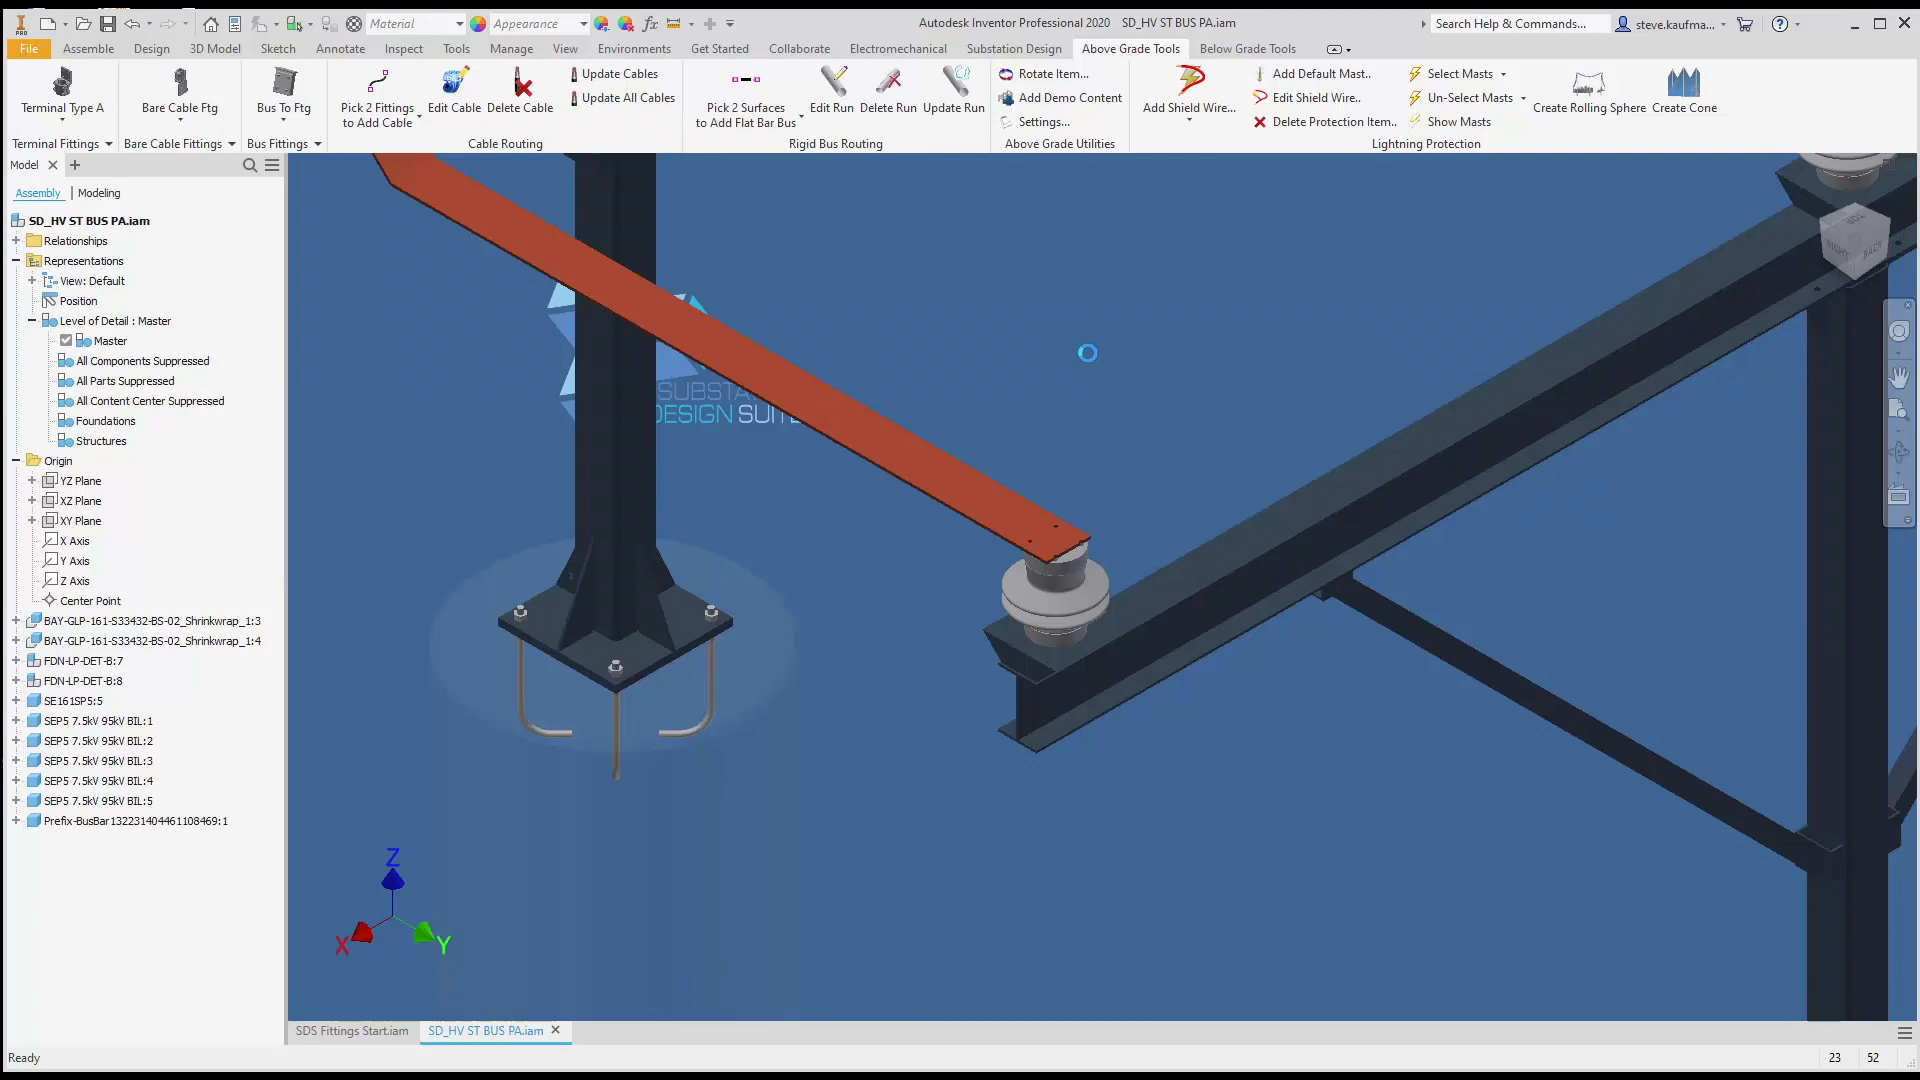 Material
Appearance
Autodesk Inventor Professional 2020 SD_HV ST BUS PA.iam
Search Help & Commands...
steve.kaufma...
File Assemble Design 3D Model Sketch Annotate Inspect Tools Manage View Environments Get Started Collaborate Electromechanical Substation Design Above Grade Tools Below Grade Tools
Terminal Type A
Bare Cable Ftg
Bus To Ftg
Pick 2 Fittings
to Add Cable
Edit Cable
Delete Cable
Update Cables
Update All Cables
Pick 2 Surfaces
to Add Flat Bar Bus
Edit Run
Delete Run
Update Run
Rotate Item...
Add Demo Content
Settings...
Add Shield Wire...
Add Default Mast..
Edit Shield Wire..
Delete Protection Item..
Select Masts
Un-Select Masts
Show Masts
Create Rolling Sphere
Create Cone
Terminal Fittings
Bare Cable Fittings
Bus Fittings
Cable Routing
Rigid Bus Routing
Above Grade Utilities
Lightning Protection
Model
Assembly
Modeling
SD_HV ST BUS PA.iam
Relationships
Representations
View: Default
Position
Level of Detail : Master
Master
All Components Suppressed
All Parts Suppressed
All Content Center Suppressed
Foundations
Structures
Origin
YZ Plane
XZ Plane
XY Plane
X Axis
Y Axis
Z Axis
Center Point
BAY-GLP-161-S33432-BS-02_Shrinkwrap_1:3
BAY-GLP-161-S33432-BS-02_Shrinkwrap_1:4
FDN-LP-DET-B:7
FDN-LP-DET-B:8
SE161SP5:5
SEP5 7.5kV 95kV BIL:1
SEP5 7.5kV 95kV BIL:2
SEP5 7.5kV 95kV BIL:3
SEP5 7.5kV 95kV BIL:4
SEP5 7.5kV 95kV BIL:5
Prefix-BusBar132231404461108469:1
SUBSTA
DESIGN SUIT
RIGHT
BACK
TOP
Z
X
Y
SDS Fittings Start.iam
SD_HV ST BUS PA.iam
Ready
23
52